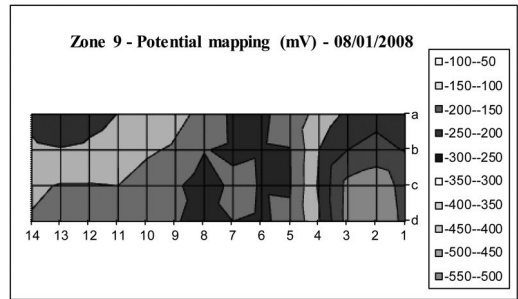 Zone 9 - Potential mapping (mV) - 08/01/2008
-100--50
-150--100
-200--150
-250--200
-300--250
-350--300
-400--350
-450--400
-500--450
-550--500
a
b
c
d
14 13 12 11 10 9 8 7 6 5 4 3 2 1